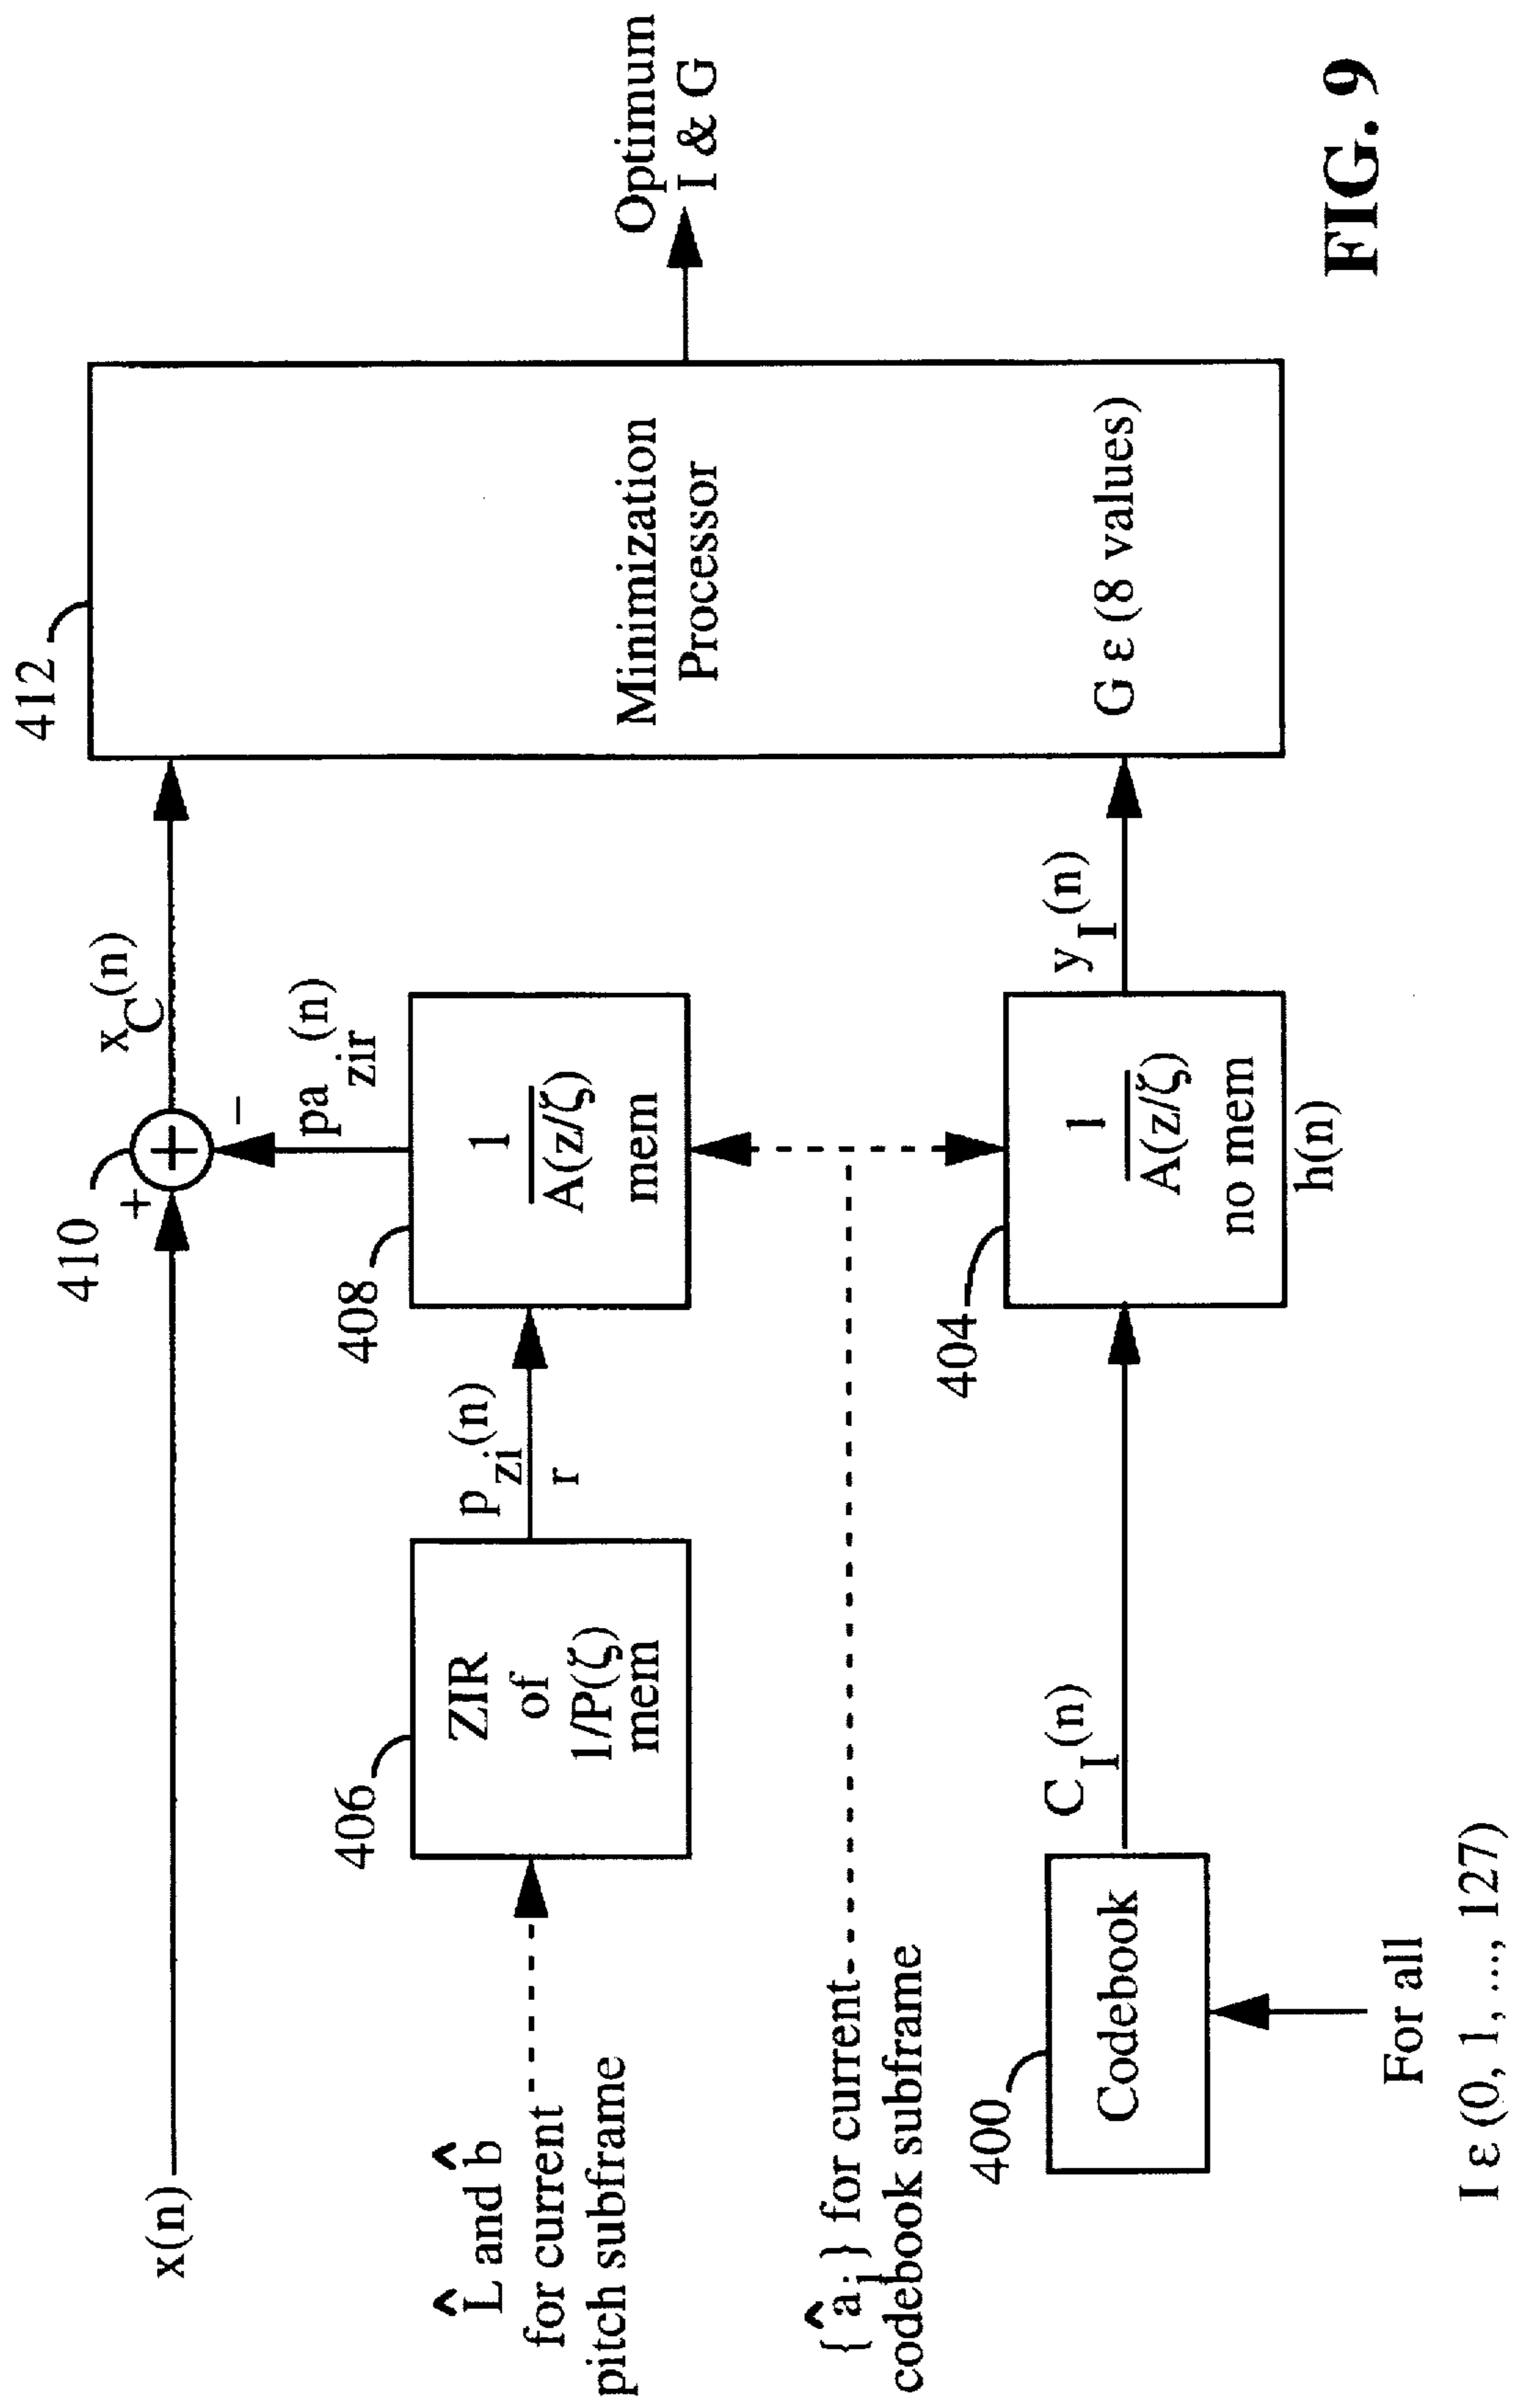 x(n)
410
+
−
x_C(n)
412
L̂ and b̂
for current
pitch subframe
406
ZIR
of
1/P(ζ)
mem
p_zi(n)
r
408
1
A(z/ζ)
mem
pa_zir(n)
Minimization
Processor
G ε (8 values)
Optimum
I & G
{ â_i } for current
codebook subframe
400
Codebook
For all
I ε (0, 1, ..., 127)
C_I(n)
404
1
A(z/ζ)
no mem
h(n)
y_I(n)
FIG. 9